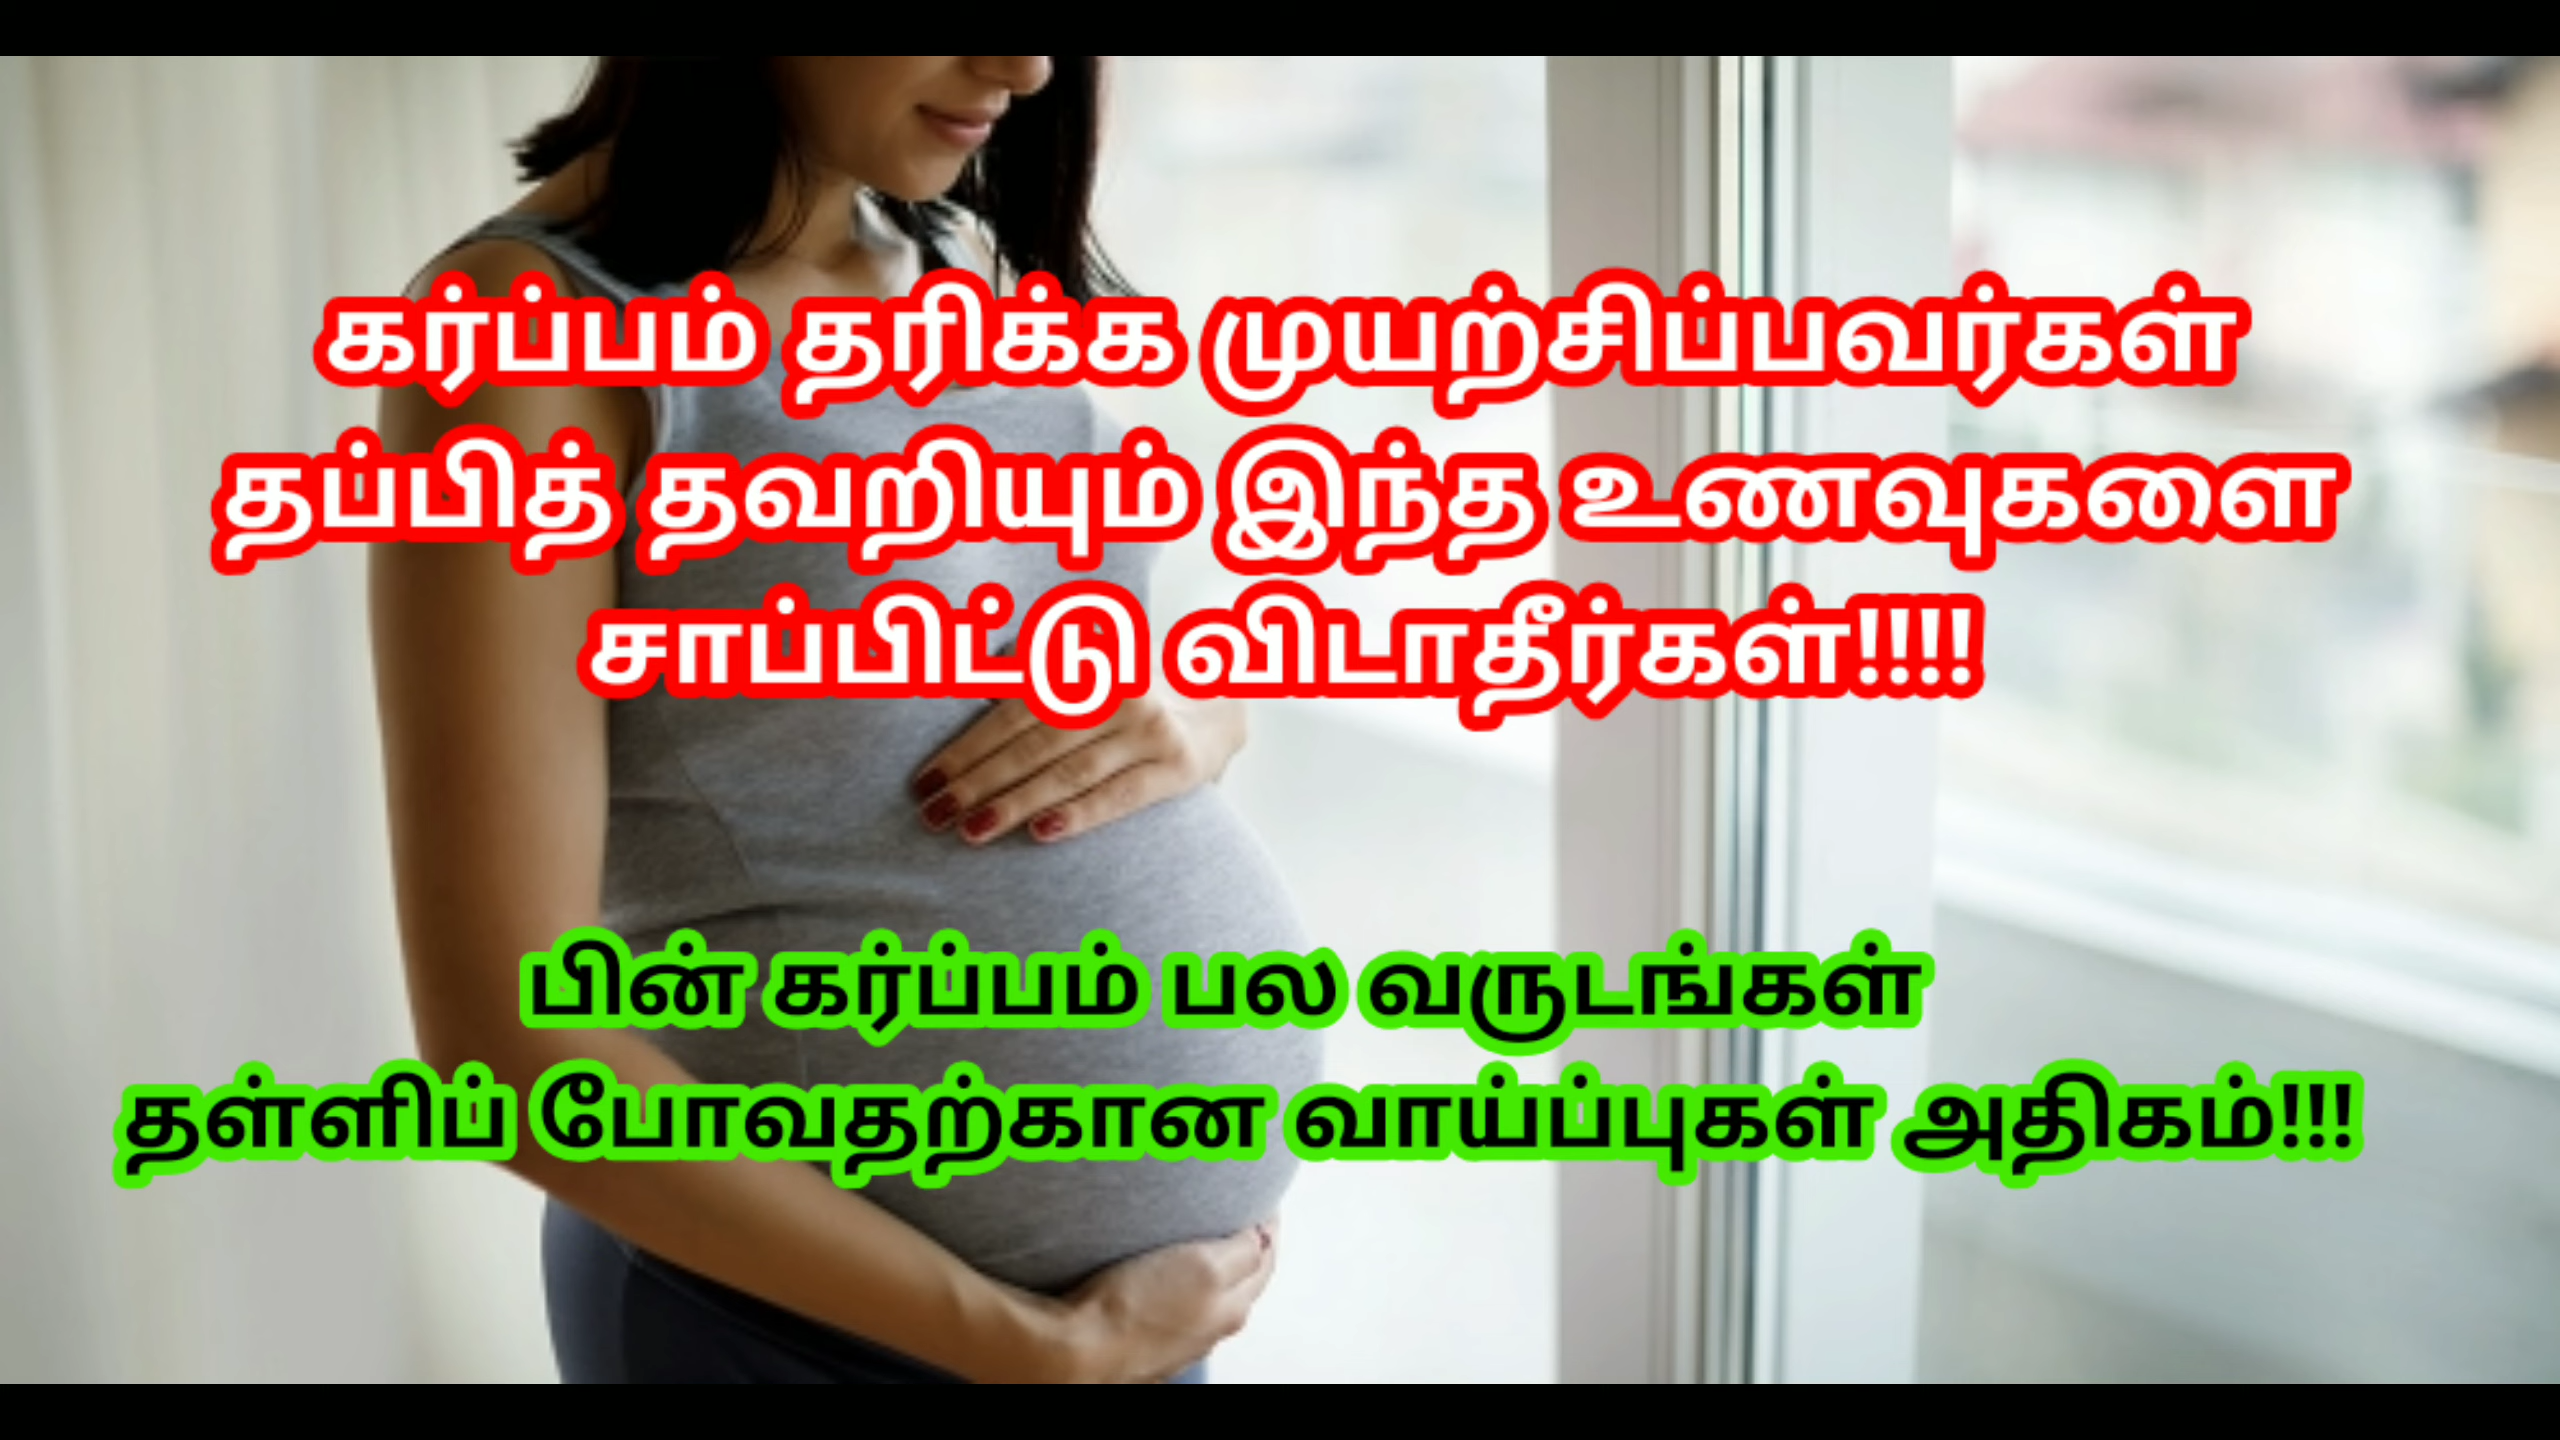 கர்ப்பம் தரிக்க முயற்சிப்பவர்கள்
தப்பித் தவறியும் இந்த உணவுகளை
சாப்பிட்டு விடாதீர்கள்!!!!
பின் கர்ப்பம் பல வருடங்கள்
தள்ளிப் போவதற்கான வாய்ப்புகள் அதிகம்!!!